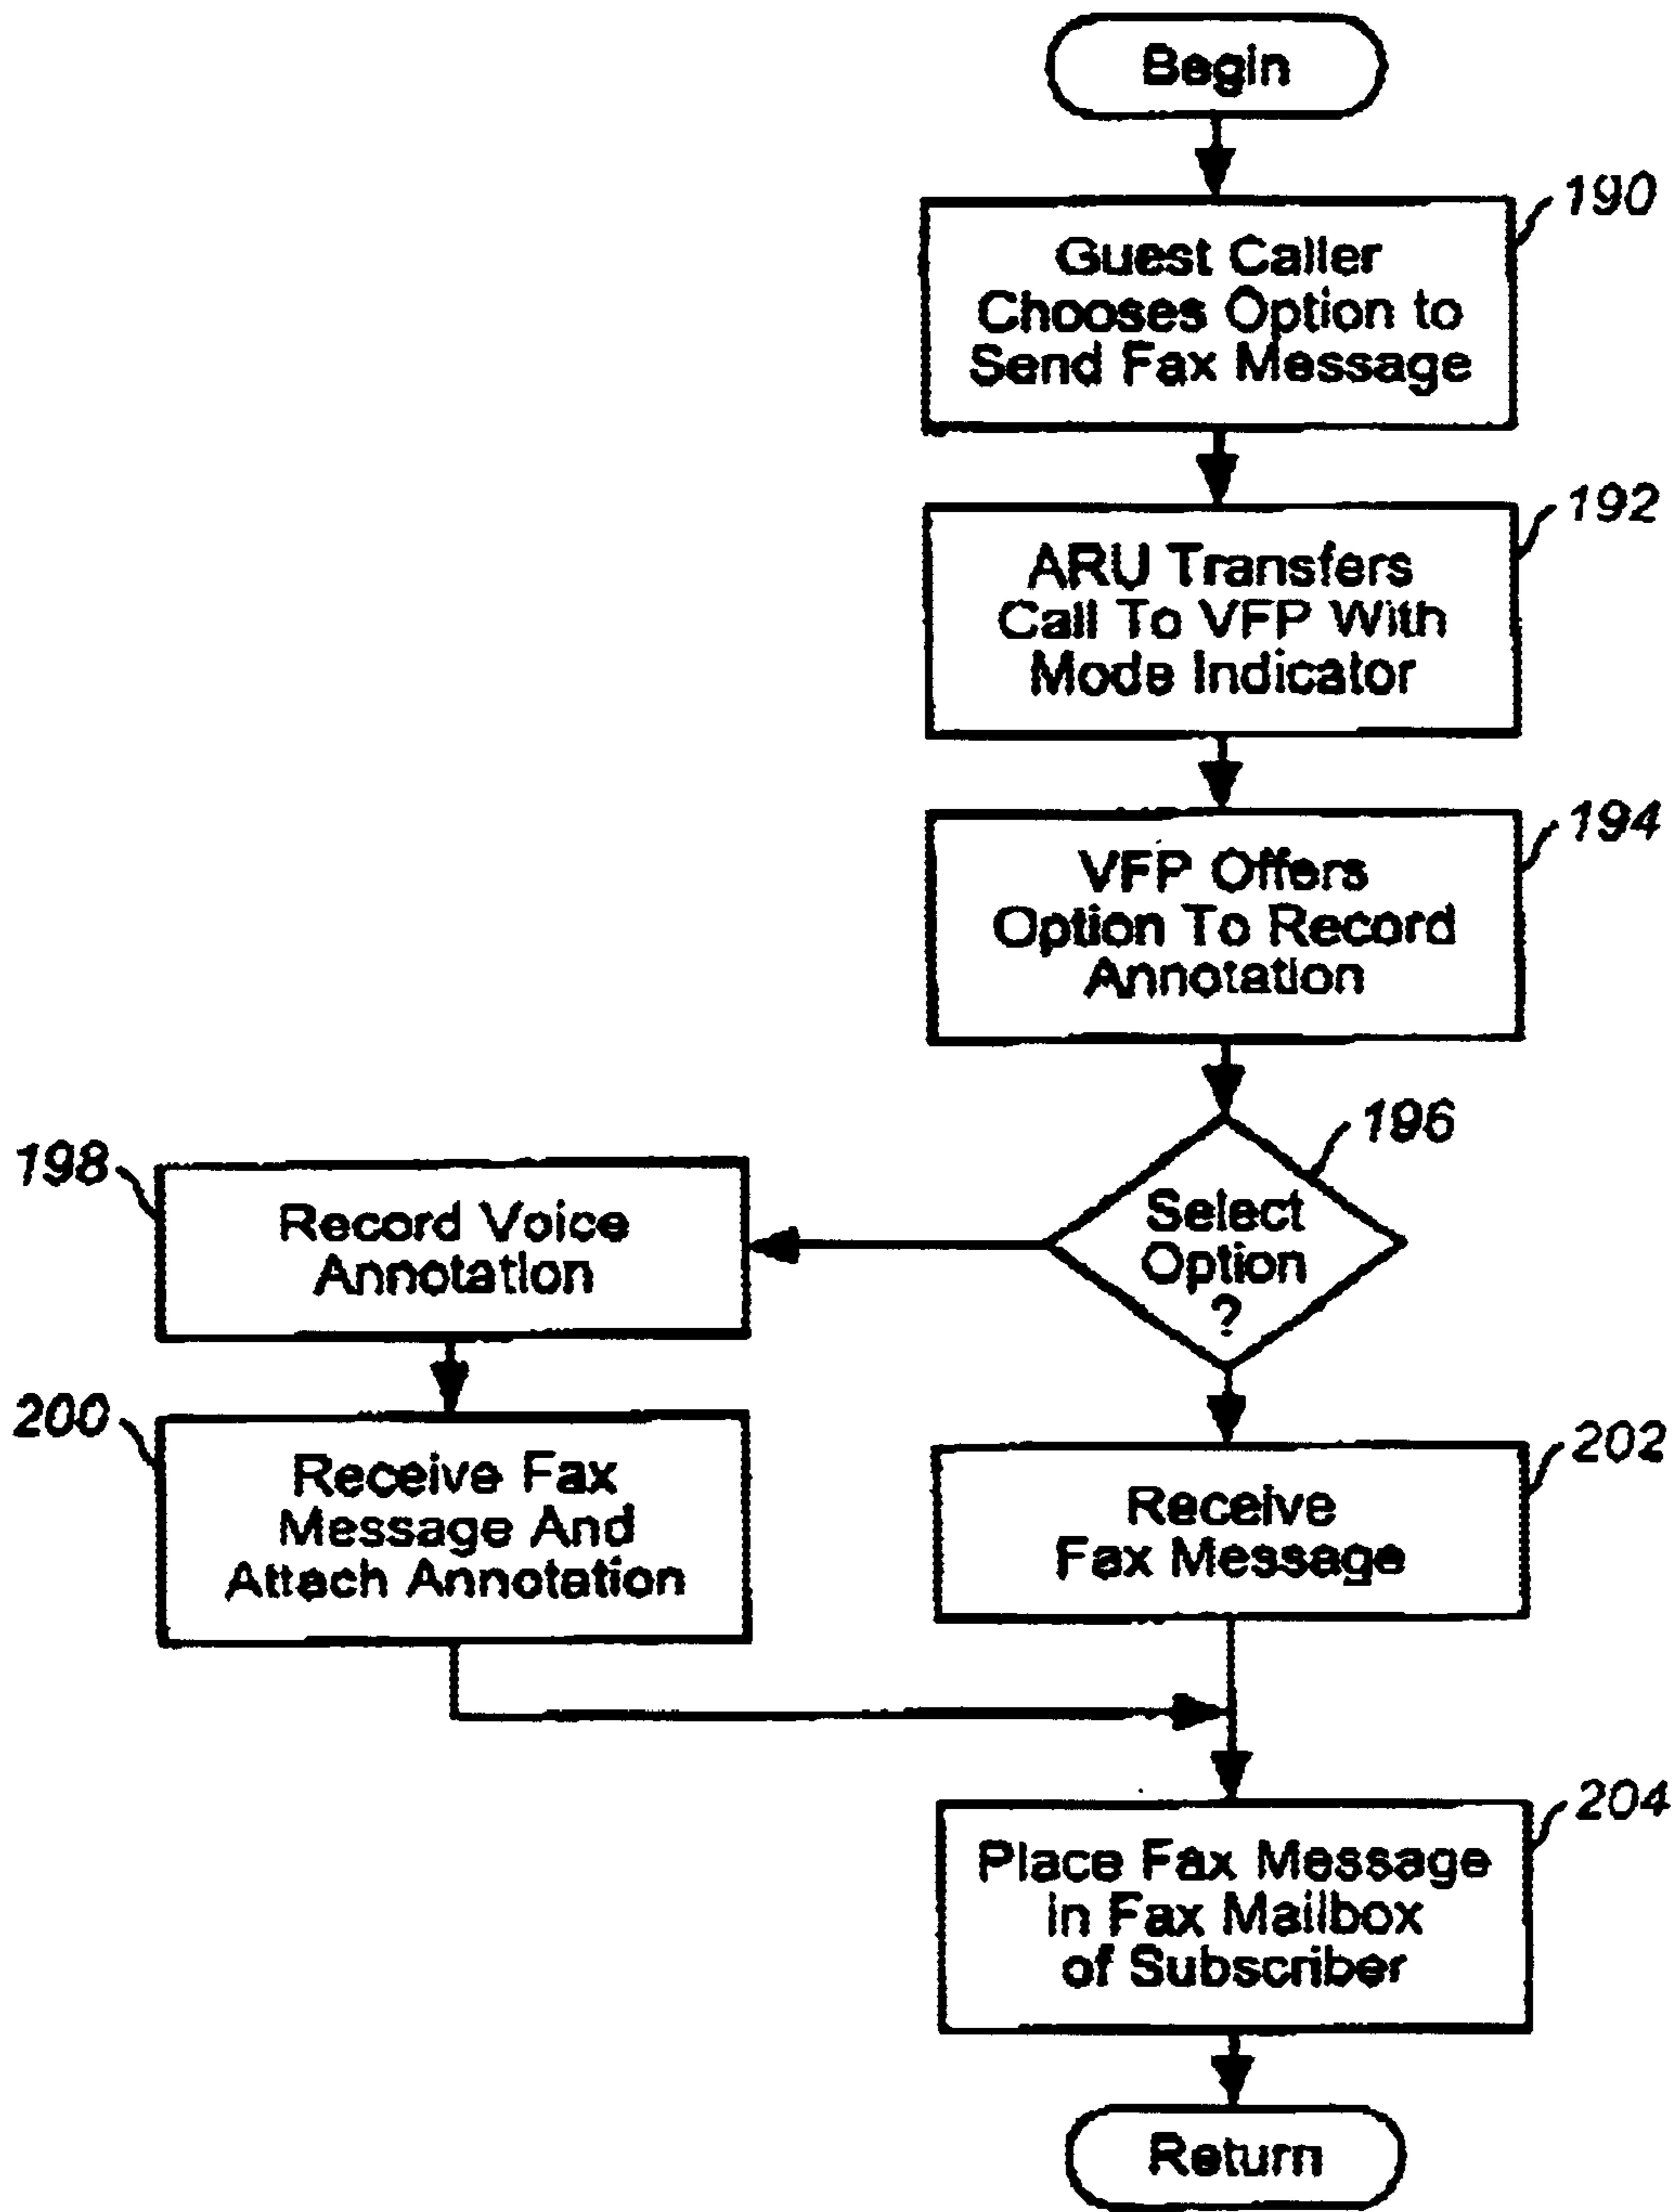 Begin
190
Guest Caller
Chooses Option to
Send Fax Message
192
ARU Transfers
Call To VFP With
Mode Indicator
194
VFP Offers
Option To Record
Annotation
196
Select
Option
?
198
Record Voice
Annotation
200
Receive Fax
Message And
Attach Annotation
202
Receive
Fax Message
204
Place Fax Message
in Fax Mailbox
of Subscriber
Return